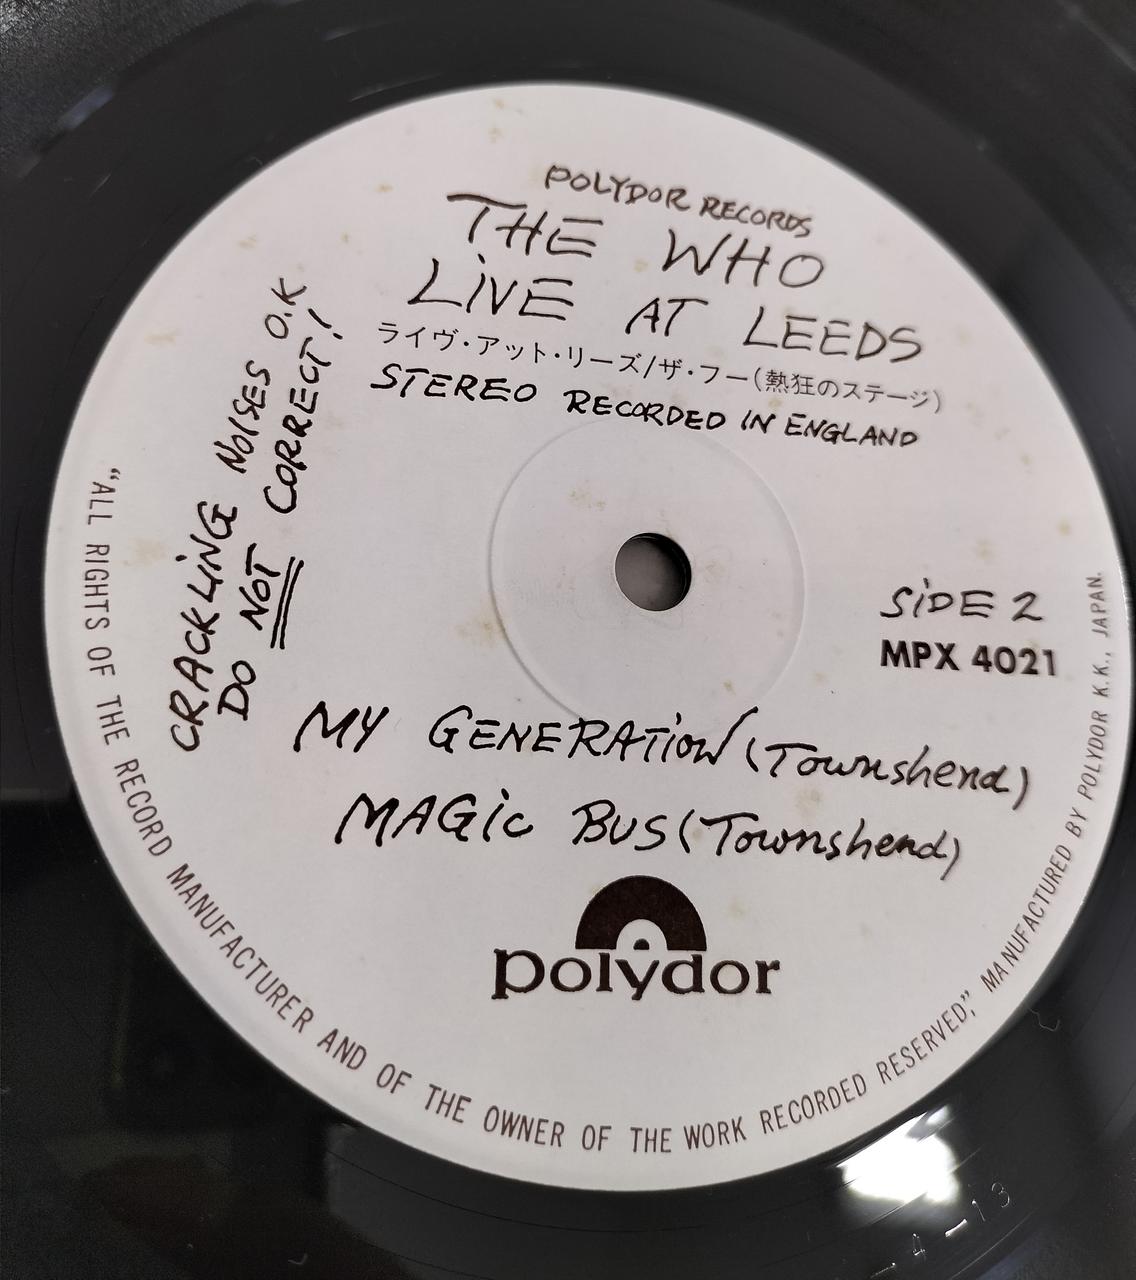 POLYDOR RECORDS
THE WHO
LiVE AT LEEDS
ライヴ・アット・リーズ/ザ・フー(熱狂のステージ)
STEREO RECORDED IN ENGLAND
CRACKLiNG NOISES O.K
DO NOT CORRECT!
SiDE 2
MPX 4021
MY GENERATiON (Townshend)
MAGic BUS (Townshend)
polydor
“ALL RIGHTS OF THE RECORD MANUFACTURER AND OF THE OWNER OF THE WORK RECORDED RESERVED,” MANUFACTURED BY POLYDOR K.K., JAPAN.
4-13